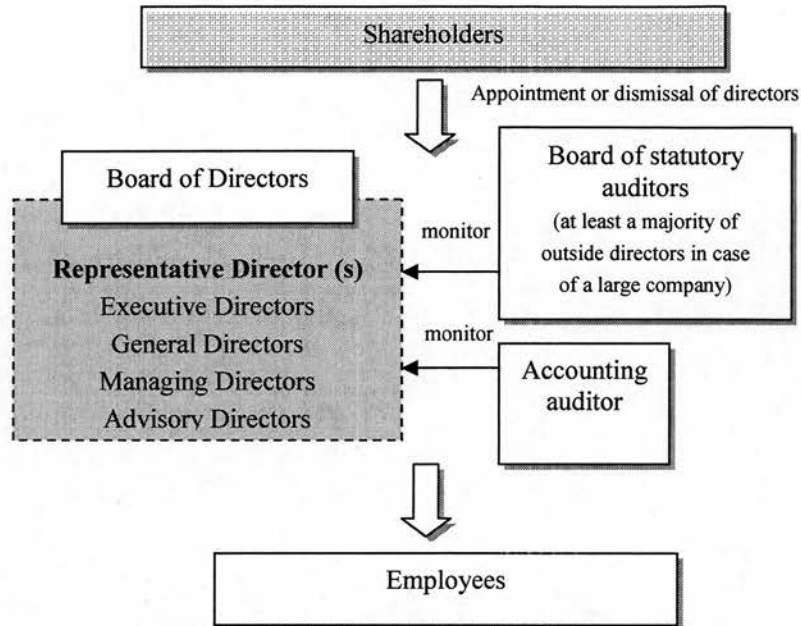 Shareholders
Appointment or dismissal of directors
Board of Directors
Representative Director (s)
Executive Directors
General Directors
Managing Directors
Advisory Directors
monitor
Board of statutory
auditors
(at least a majority of
outside directors in case
of a large company)
monitor
Accounting
auditor
Employees